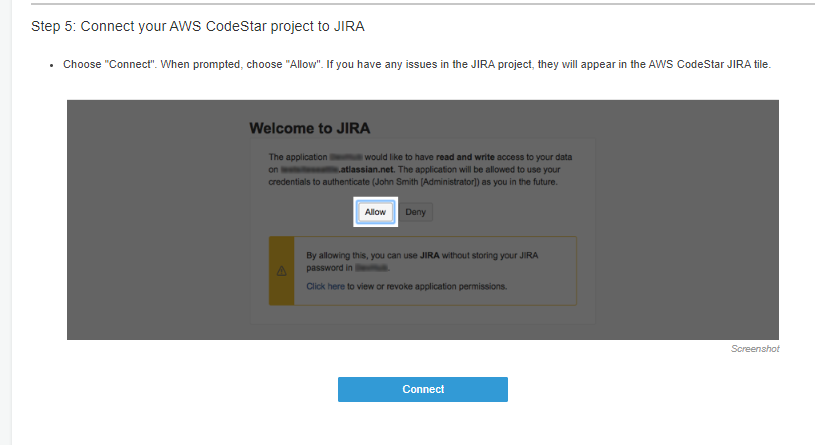 Step 5: Connect your AWS CodeStar project to JIRA
• Choose "Connect". When prompted, choose "Allow". If you have any issues in the JIRA project, they will appear in the AWS CodeStar JIRA tile.
Welcome to JIRA
The application would like to have read and write access to your data
on .atlassian.net. The application will be allowed to use your
credentials to authenticate (John Smith [Administrator]) as you in the future.
Allow Deny
By allowing this, you can use JIRA without storing your JIRA
password in .
Click here to view or revoke application permissions.
Screenshot
Connect